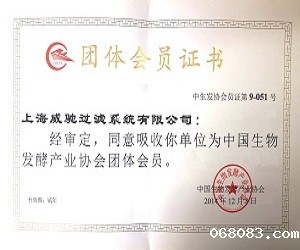 团体会员证书
中生发协会员证第 9-051 号
上海威驰过滤系统有限公司：
经审定，同意吸收你单位为中国生物
发酵产业协会团体会员。
中国生物发酵产业协会
068083.com